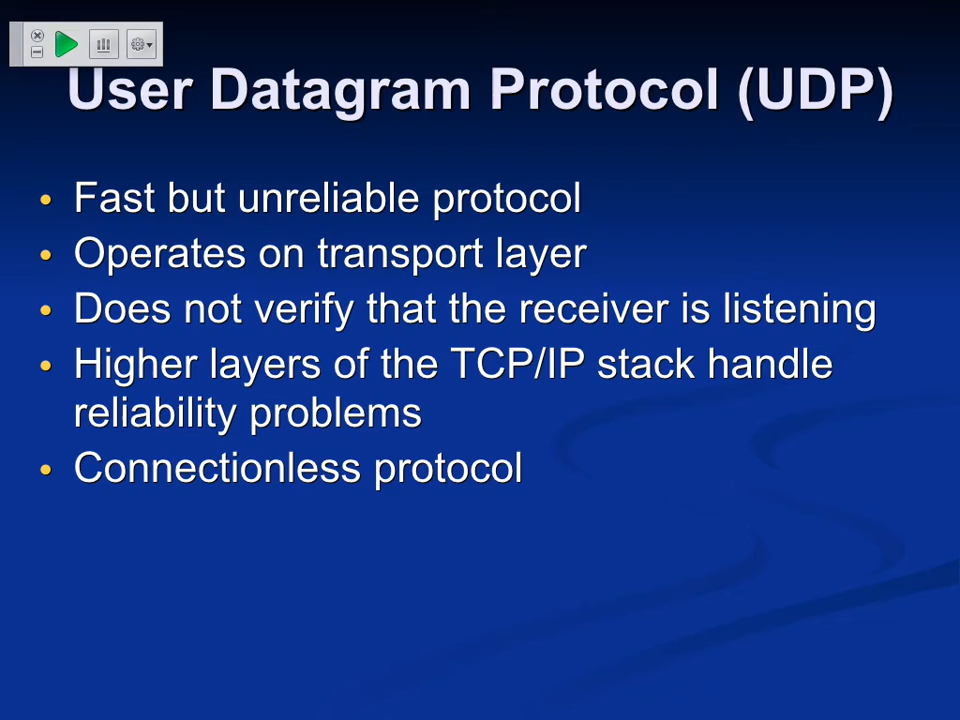 User Datagram Protocol (UDP)
• Fast but unreliable protocol
• Operates on transport layer
• Does not verify that the receiver is listening
• Higher layers of the TCP/IP stack handle
reliability problems
• Connectionless protocol